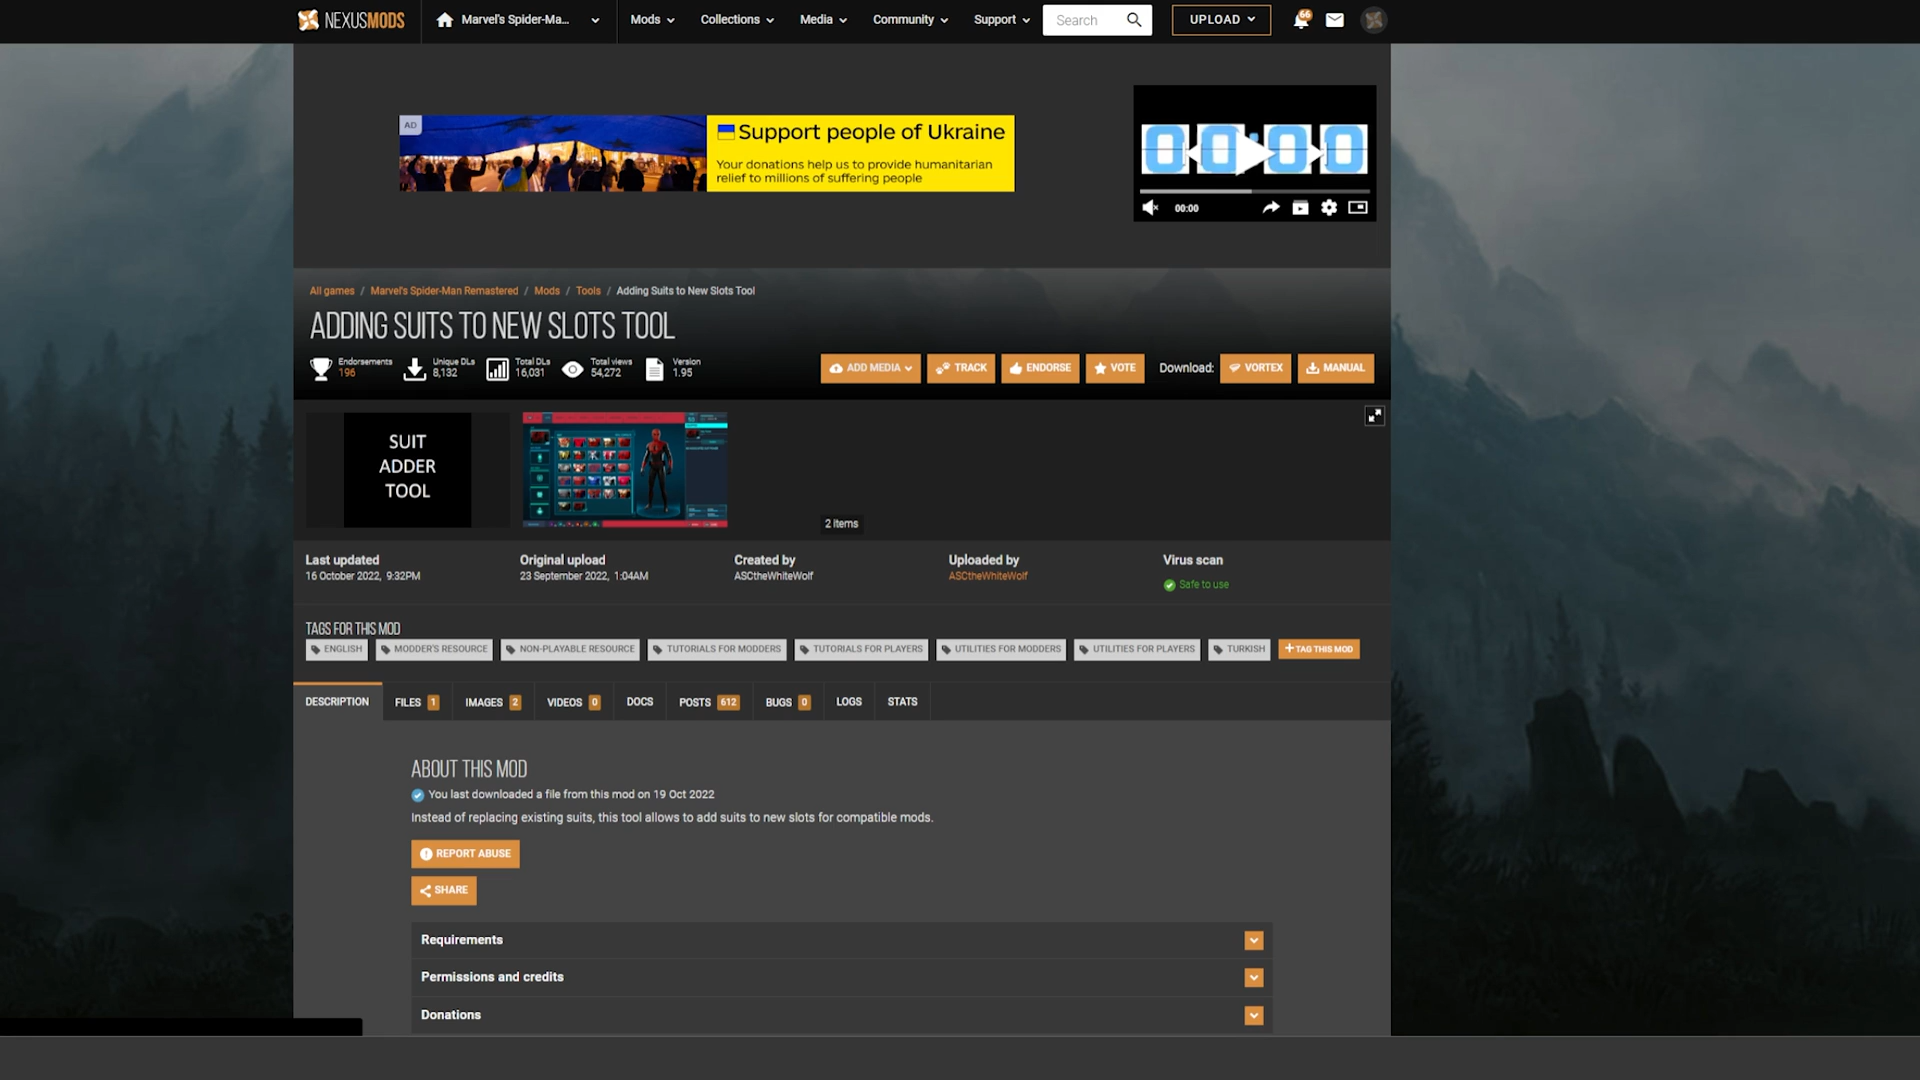 NEXUSMODS
Marvel's Spider-Ma...
Mods
Collections
Media
Community
Support
Search
UPLOAD
66
AD
Support people of Ukraine
Your donations help us to provide humanitarian
relief to millions of suffering people
00:00
00:00
All games / Marvel's Spider-Man Remastered / Mods / Tools / Adding Suits to New Slots Tool
ADDING SUITS TO NEW SLOTS TOOL
Endorsements
196
Unique DLs
8,132
Total DLs
16,031
Total views
54,272
Version
1.95
ADD MEDIA
TRACK
ENDORSE
VOTE
Download:
VORTEX
MANUAL
SUIT
ADDER
TOOL
2 items
Last updated
16 October 2022, 9:32PM
Original upload
23 September 2022, 1:04AM
Created by
ASCtheWhiteWolf
Uploaded by
ASCtheWhiteWolf
Virus scan
Safe to use
TAGS FOR THIS MOD
ENGLISH
MODDER'S RESOURCE
NON-PLAYABLE RESOURCE
TUTORIALS FOR MODDERS
TUTORIALS FOR PLAYERS
UTILITIES FOR MODDERS
UTILITIES FOR PLAYERS
TURKISH
+ TAG THIS MOD
DESCRIPTION
FILES 1
IMAGES 2
VIDEOS 0
DOCS
POSTS 612
BUGS 0
LOGS
STATS
ABOUT THIS MOD
You last downloaded a file from this mod on 19 Oct 2022
Instead of replacing existing suits, this tool allows to add suits to new slots for compatible mods.
REPORT ABUSE
SHARE
Requirements
Permissions and credits
Donations